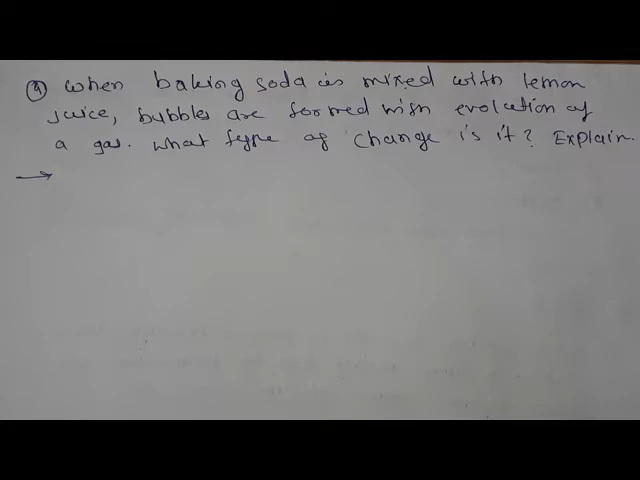 9) When baking soda is mixed with lemon
juice, bubbles are formed with evolution of
a gas. What type of change is it? Explain.
→